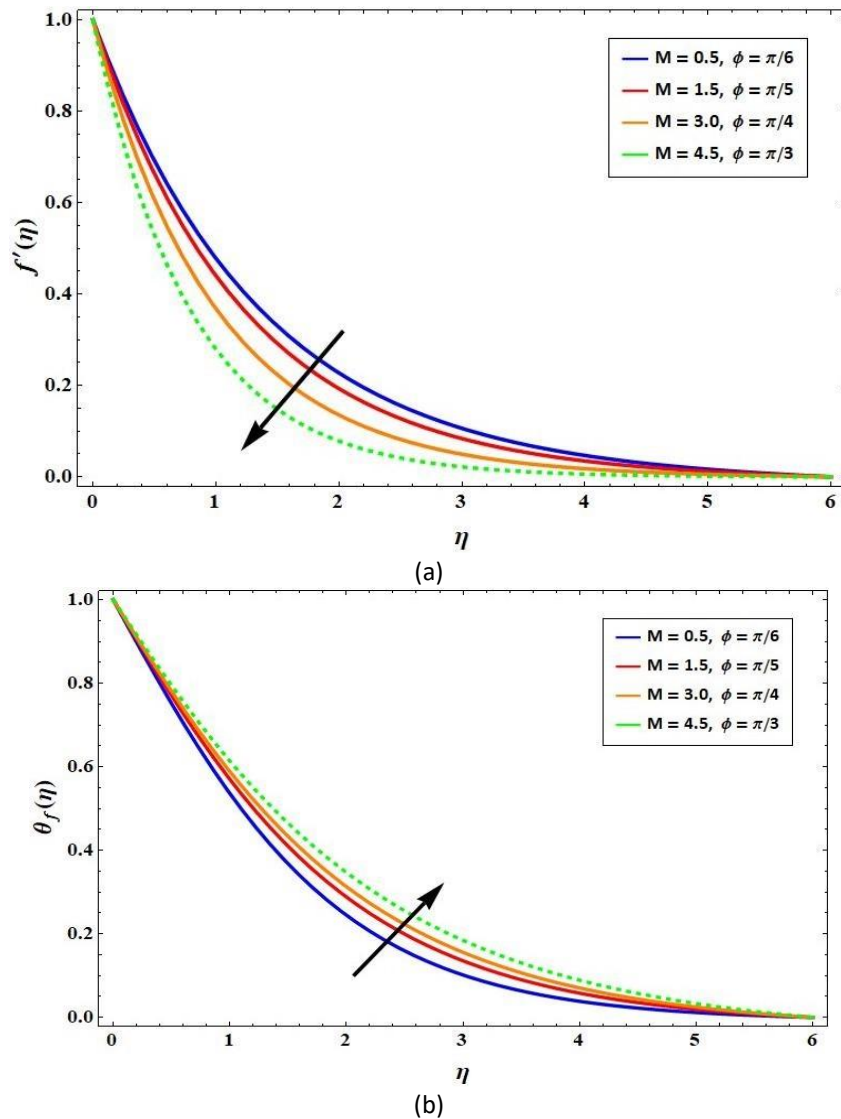 1.0
0.8
0.6
0.4
0.2
0.0
f′(η)
M = 0.5, ϕ = π/6
M = 1.5, ϕ = π/5
M = 3.0, ϕ = π/4
M = 4.5, ϕ = π/3
0 1 2 3 4 5 6
η
(a)
1.0
0.8
0.6
0.4
0.2
0.0
θf(η)
M = 0.5, ϕ = π/6
M = 1.5, ϕ = π/5
M = 3.0, ϕ = π/4
M = 4.5, ϕ = π/3
0 1 2 3 4 5 6
η
(b)